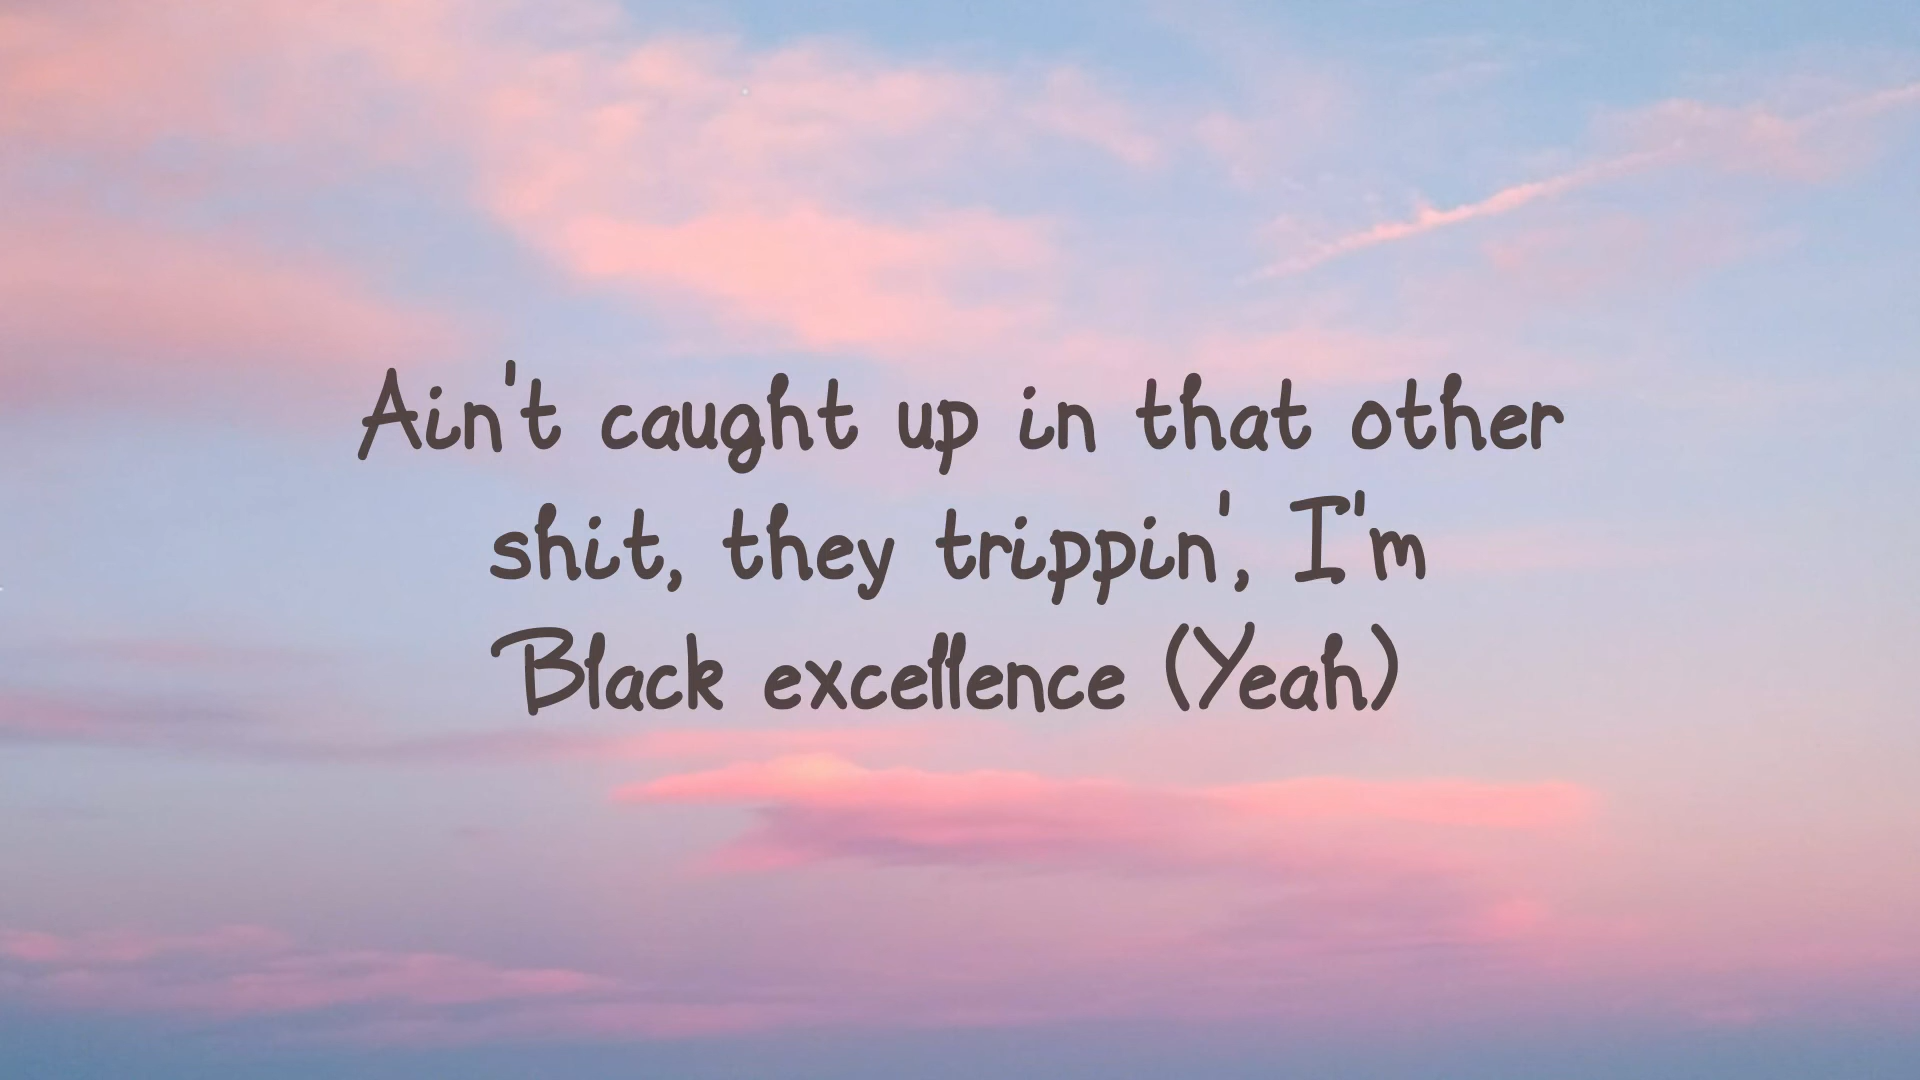 Ain't caught up in that other
shit, they trippin', I'm
Black excellence (Yeah)